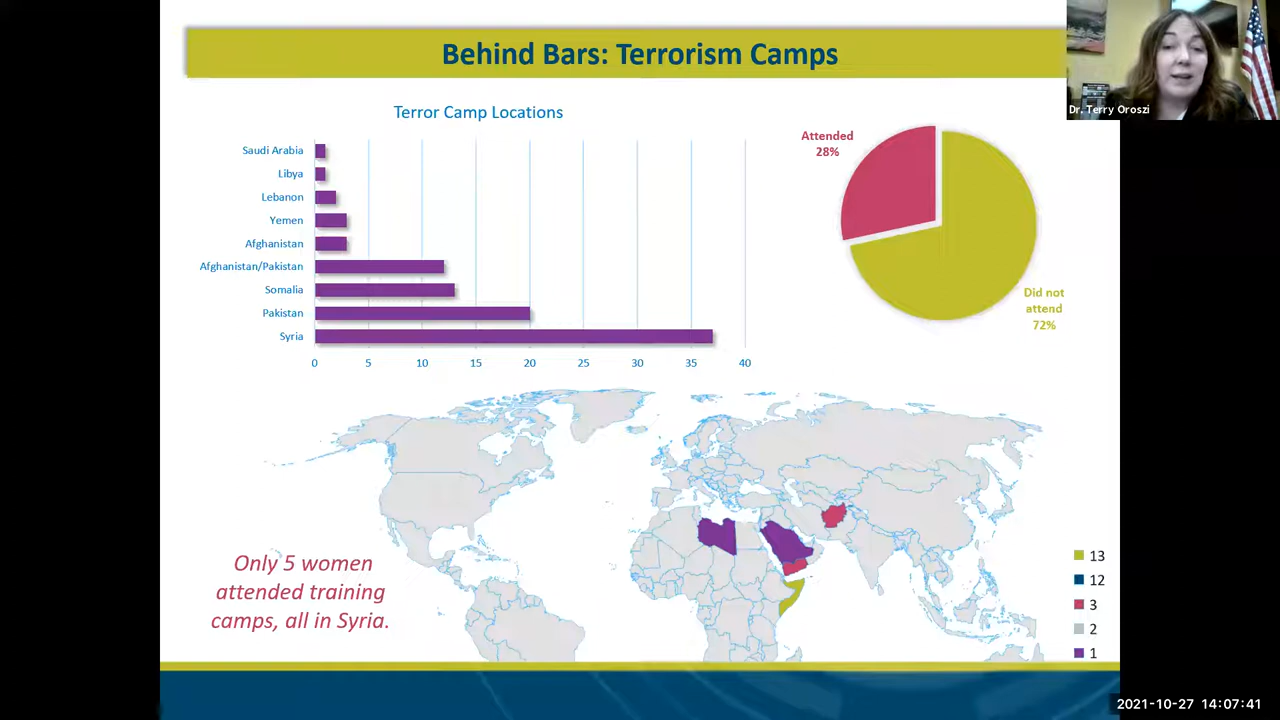 Behind Bars: Terrorism Camps
Dr. Terry Oroszi
Terror Camp Locations
Saudi Arabia
Libya
Lebanon
Yemen
Afghanistan
Afghanistan/Pakistan
Somalia
Pakistan
Syria
0 5 10 15 20 25 30 35 40
Attended
28%
Did not
attend
72%
Only 5 women
attended training
camps, all in Syria.
13
12
3
2
1
2021-10-27 14:07:41